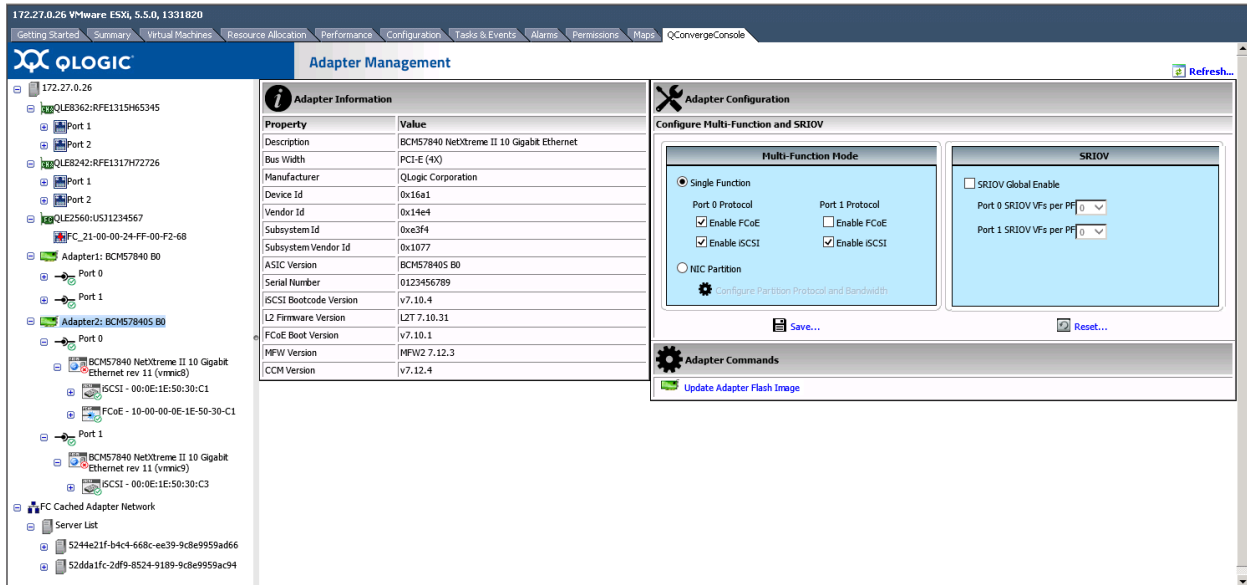 172.27.0.26 VMware ESXi, 5.5.0, 1331820
Getting Started Summary Virtual Machines Resource Allocation Performance Configuration Tasks & Events Alarms Permissions Maps QConvergeConsole
QLOGIC
Adapter Management
Refresh...
172.27.0.26
QLE8362:RFE1315H65345
Port 1
Port 2
QLE8242:RFE1317H72726
Port 1
Port 2
QLE2560:USJ1234567
FC_21-00-00-24-FF-00-F2-68
Adapter1: BCM57840 B0
Port 0
Port 1
Adapter2: BCM57840S B0
Port 0
BCM57840 NetXtreme II 10 Gigabit
Ethernet rev 11 (vmnic8)
iSCSI - 00:0E:1E:50:30:C1
FCoE - 10-00-00-0E-1E-50-30-C1
Port 1
BCM57840 NetXtreme II 10 Gigabit
Ethernet rev 11 (vmnic9)
iSCSI - 00:0E:1E:50:30:C3
FC Cached Adapter Network
Server List
5244e21f-b4c4-668c-ee39-9c8e9959ad66
52dda1fc-2df9-8524-9189-9c8e9959ac94
Adapter Information
Property Value
Description BCM57840 NetXtreme II 10 Gigabit Ethernet
Bus Width PCI-E (4X)
Manufacturer QLogic Corporation
Device Id 0x16a1
Vendor Id 0x14e4
Subsystem Id 0xe3f4
Subsystem Vendor Id 0x1077
ASIC Version BCM57840S B0
Serial Number 0123456789
iSCSI Bootcode Version v7.10.4
L2 Firmware Version L2T 7.10.31
FCoE Boot Version v7.10.1
MFW Version MFW2 7.12.3
CCM Version v7.12.4
Adapter Configuration
Configure Multi-Function and SRIOV
Multi-Function Mode
Single Function
Port 0 Protocol Port 1 Protocol
Enable FCoE Enable FCoE
Enable iSCSI Enable iSCSI
NIC Partition
Configure Partition Protocol and Bandwidth
SRIOV
SRIOV Global Enable
Port 0 SRIOV VFs per PF 0
Port 1 SRIOV VFs per PF 0
Save... Reset...
Adapter Commands
Update Adapter Flash Image